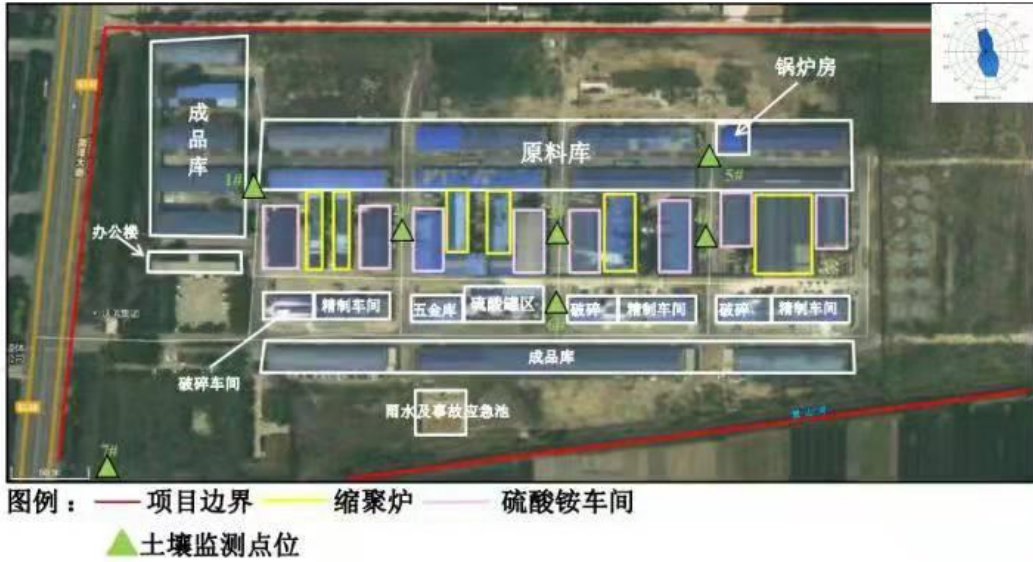 锅炉房
成品库
原料库
1#
5#
办公楼
五金库
硫酸罐区
破碎
精制车间
破碎
精制车间
精制车间
成品库
破碎车间
雨水及事故应急池
7#
图例：
项目边界
缩聚炉
硫酸铵车间
土壤监测点位